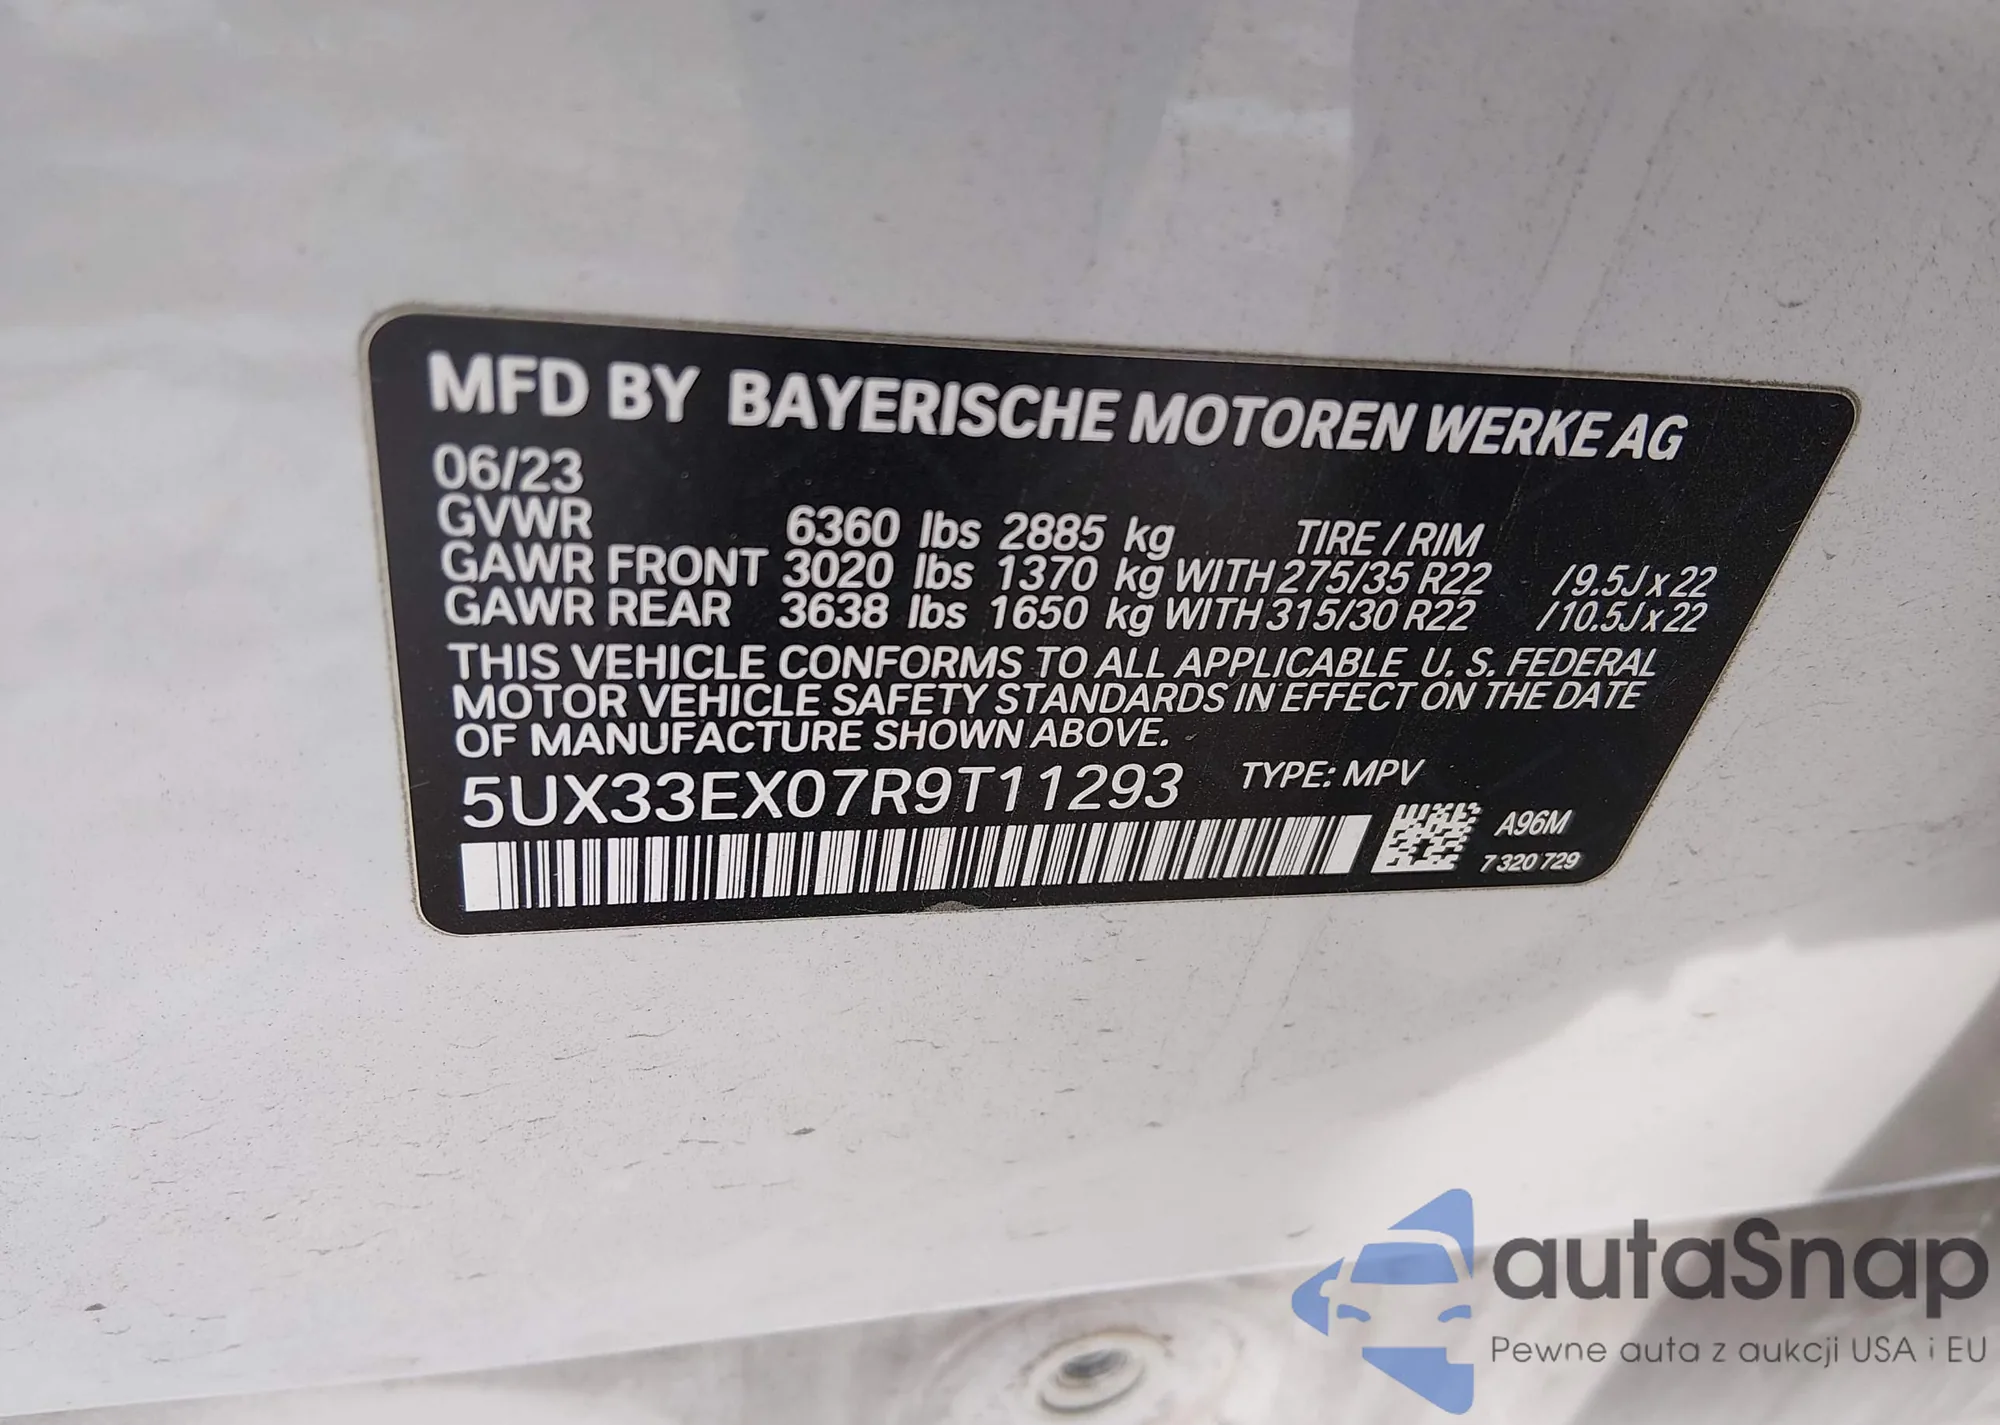 MFD BY BAYERISCHE MOTOREN WERKE AG
06/23
GVWR 6360 lbs 2885 kg TIRE / RIM
GAWR FRONT 3020 lbs 1370 kg WITH 275/35 R22 / 9.5J x 22
GAWR REAR 3638 lbs 1650 kg WITH 315/30 R22 / 10.5J x 22
THIS VEHICLE CONFORMS TO ALL APPLICABLE U. S. FEDERAL
MOTOR VEHICLE SAFETY STANDARDS IN EFFECT ON THE DATE
OF MANUFACTURE SHOWN ABOVE.
5UX33EX07R9T11293 TYPE: MPV
A96M
7 320 729
autaSnap
Pewne auta z aukcji USA i EU